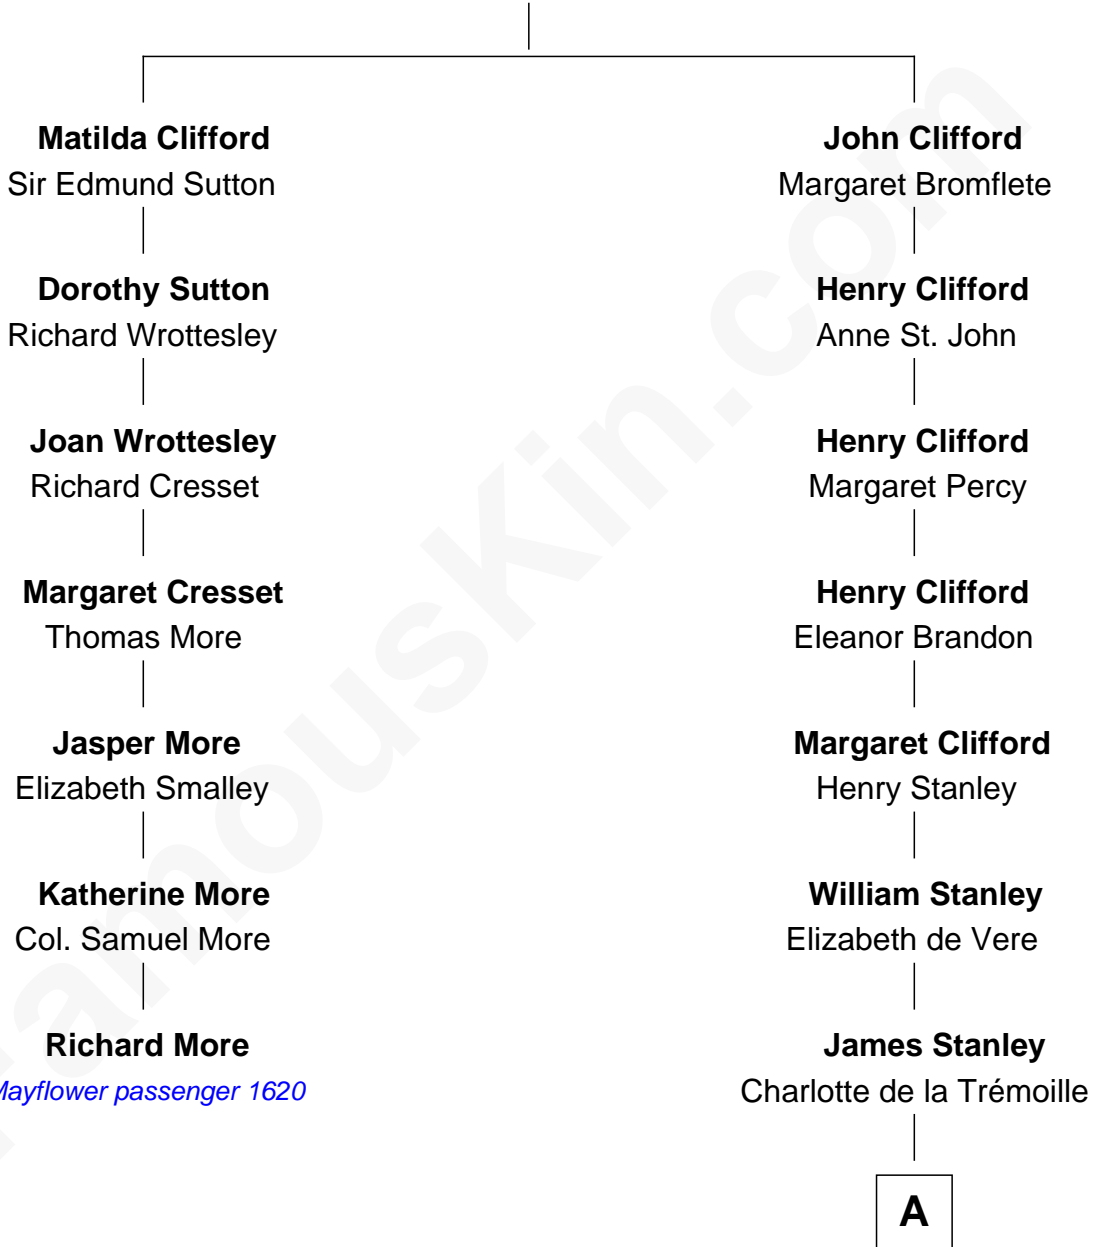 Matilda Clifford
Sir Edmund Sutton
Dorothy Sutton
Richard Wrottesley
Joan Wrottesley
Richard Cresset
Margaret Cresset
Thomas More
Jasper More
Elizabeth Smalley
Katherine More
Col. Samuel More
Richard More
Mayflower passenger 1620
John Clifford
Margaret Bromflete
Henry Clifford
Anne St. John
Henry Clifford
Margaret Percy
Henry Clifford
Eleanor Brandon
Margaret Clifford
Henry Stanley
William Stanley
Elizabeth de Vere
James Stanley
Charlotte de la Trémoille
A
FamousKin.com